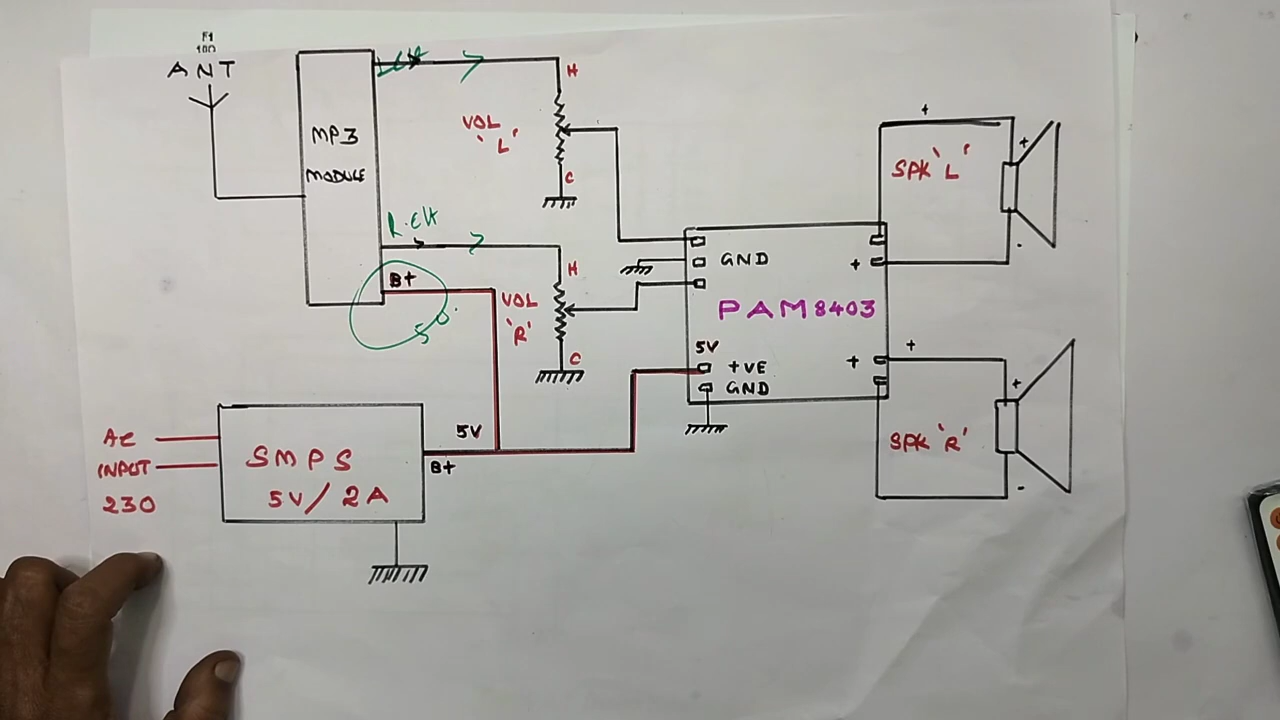 ANT
MP3
MODULE
L CH
H
VOL
'L'
C
R.CH
H
B+
VOL
'R'
C
GND
PAM8403
5V
+VE
GND
+
+
+
+
SPK 'L'
+
-
+
+
SPK 'R'
-
AC
INPUT
230
SMPS
5V/2A
5V
B+